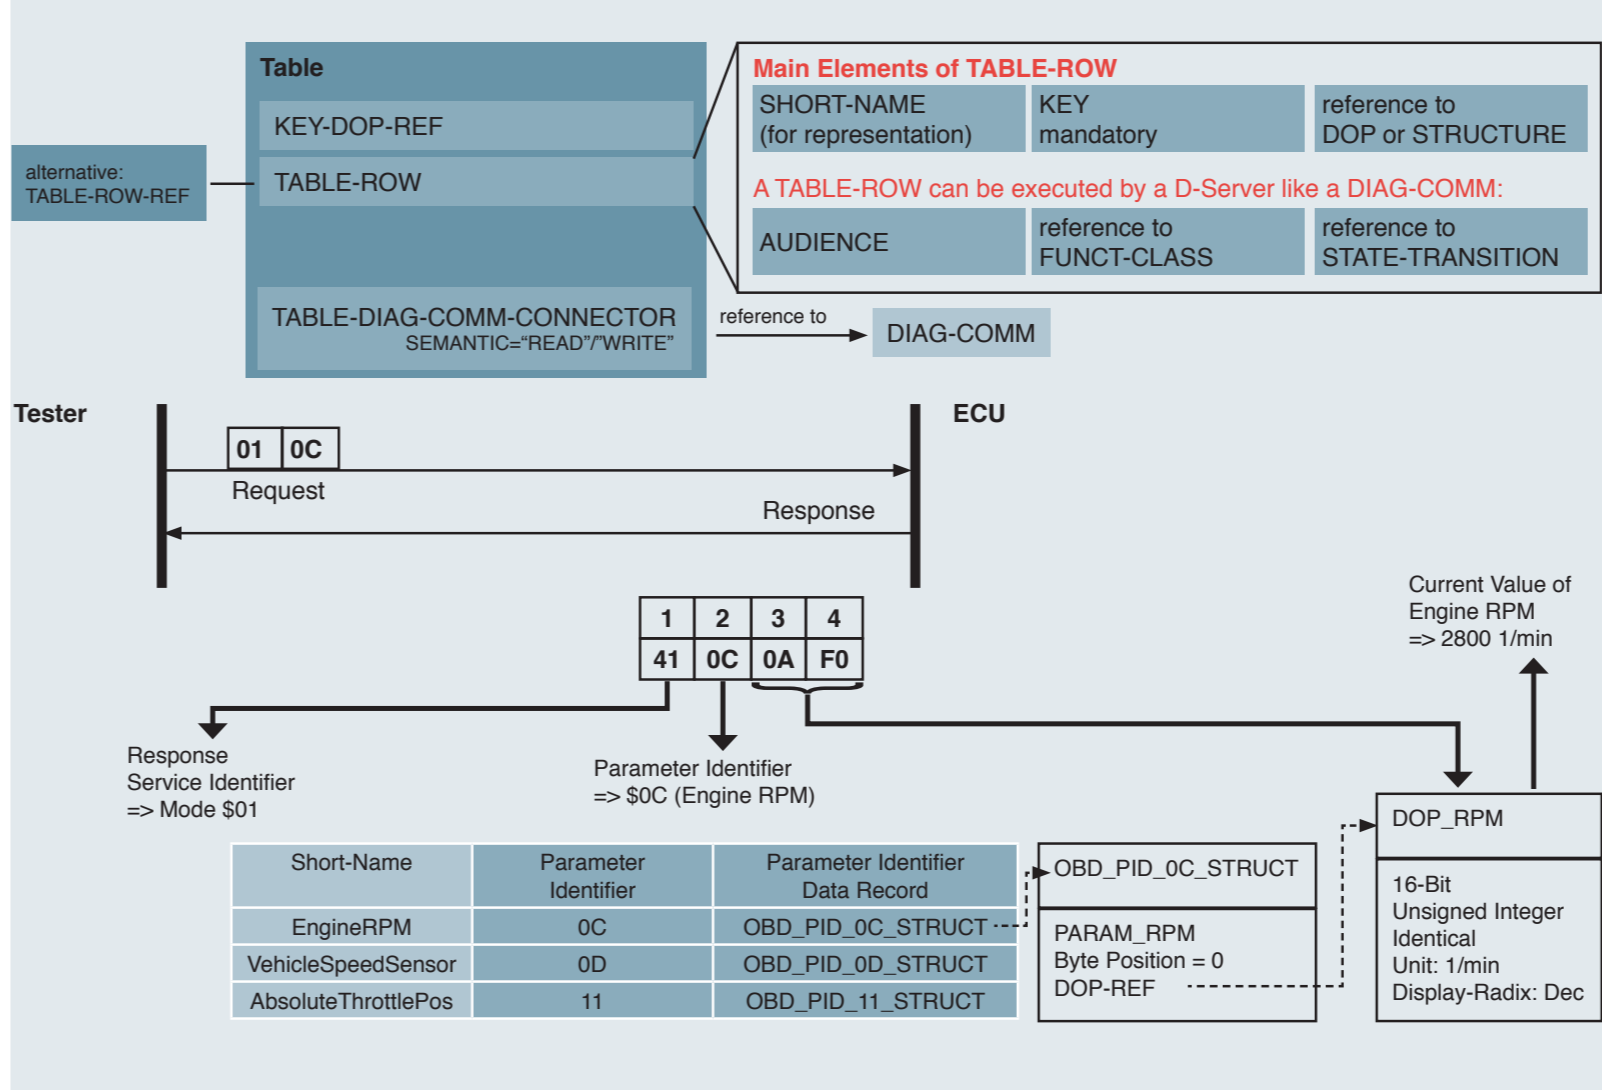 Table
KEY-DOP-REF
alternative:
TABLE-ROW-REF
TABLE-ROW
TABLE-DIAG-COMM-CONNECTOR
SEMANTIC=“READ”/”WRITE”
Main Elements of TABLE-ROW
SHORT-NAME
(for representation)
KEY
mandatory
reference to
DOP or STRUCTURE
A TABLE-ROW can be executed by a D-Server like a DIAG-COMM:
AUDIENCE
reference to
FUNCT-CLASS
reference to
STATE-TRANSITION
reference to
DIAG-COMM
Tester
ECU
01 0C
Request
Response
1 2 3 4
41 0C 0A F0
Response
Service Identifier
=> Mode $01
Parameter Identifier
=> $0C (Engine RPM)
Current Value of
Engine RPM
=> 2800 1/min
Short-Name
Parameter
Identifier
Parameter Identifier
Data Record
EngineRPM 0C OBD_PID_0C_STRUCT
VehicleSpeedSensor 0D OBD_PID_0D_STRUCT
AbsoluteThrottlePos 11 OBD_PID_11_STRUCT
OBD_PID_0C_STRUCT
PARAM_RPM
Byte Position = 0
DOP-REF
DOP_RPM
16-Bit
Unsigned Integer
Identical
Unit: 1/min
Display-Radix: Dec